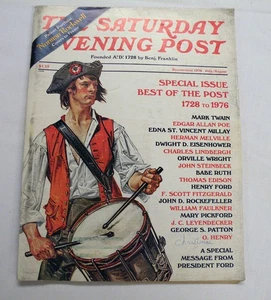 THE SATURDAY
EVENING POST
Founded A.D. 1728 by Benj. Franklin
Norman Rockwell
SPECIAL ISSUE
BEST OF THE POST
1728 TO 1976
MARK TWAIN
EDGAR ALLAN POE
EDNA ST. VINCENT MILLAY
HERMAN MELVILLE
DWIGHT D. EISENHOWER
CHARLES LINDBERGH
ORVILLE WRIGHT
JOHN STEINBECK
BABE RUTH
THOMAS EDISON
HENRY FORD
F. SCOTT FITZGERALD
JOHN D. ROCKEFELLER
WILLIAM FAULKNER
MARY PICKFORD
J. C. LEYENDECKER
GEORGE S. PATTON
O. HENRY
A SPECIAL
MESSAGE FROM
PRESIDENT FORD